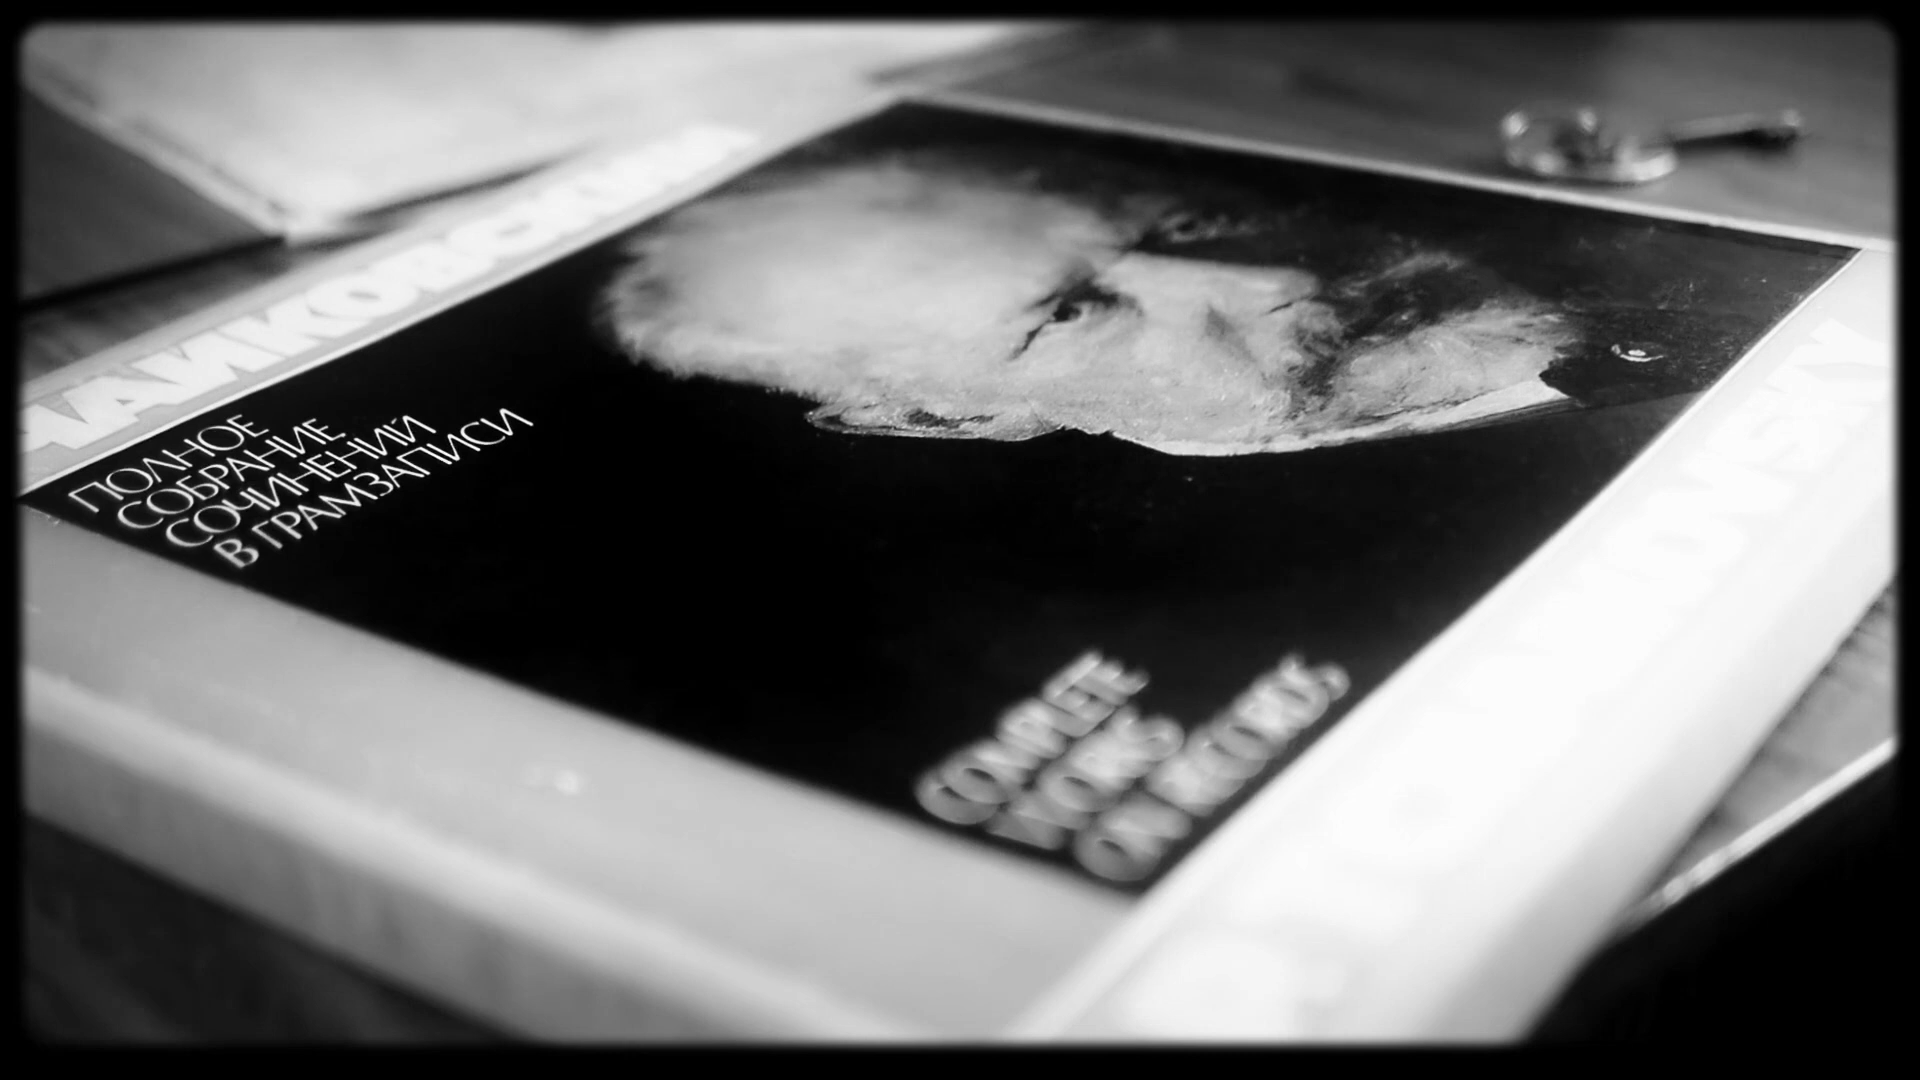 ЧАЙКОВСКИЙ
ПОЛНОЕ
СОБРАНИЕ
СОЧИНЕНИЙ
В ГРАМЗАПИСИ
COMPLETE
WORKS
ON RECORDS